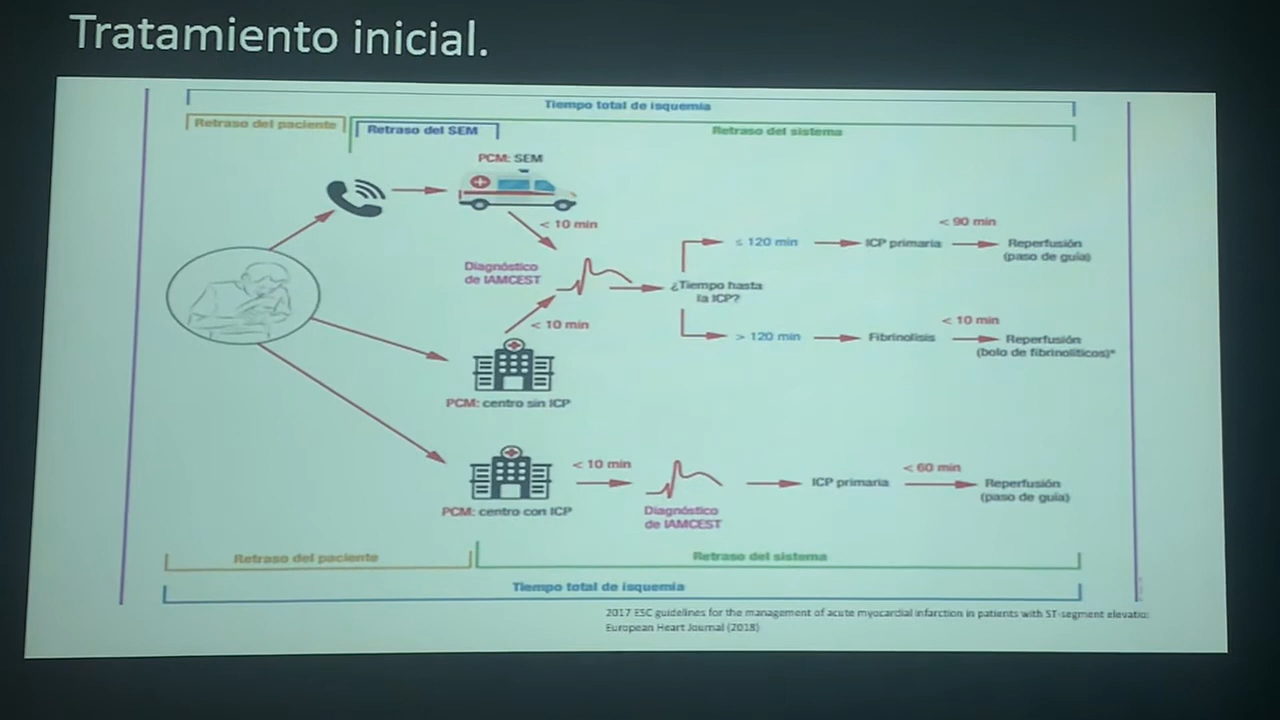 Tratamiento inicial.
Tiempo total de isquemia
Retraso del paciente
Retraso del SEM
Retraso del sistema
PCM: SEM
< 10 min
Diagnóstico
de IAMCEST
< 10 min
PCM: centro sin ICP
¿Tiempo hasta
la ICP?
≤ 120 min
ICP primaria
< 90 min
Reperfusión
(paso de guía)
> 120 min
Fibrinolisis
< 10 min
Reperfusión
(bolo de fibrinolíticos)*
PCM: centro con ICP
< 10 min
Diagnóstico
de IAMCEST
ICP primaria
< 60 min
Reperfusión
(paso de guía)
Retraso del paciente
Retraso del sistema
Tiempo total de isquemia
2017 ESC guidelines for the management of acute myocardial infarction in patients with ST-segment elevatio:
European Heart Journal (2018)